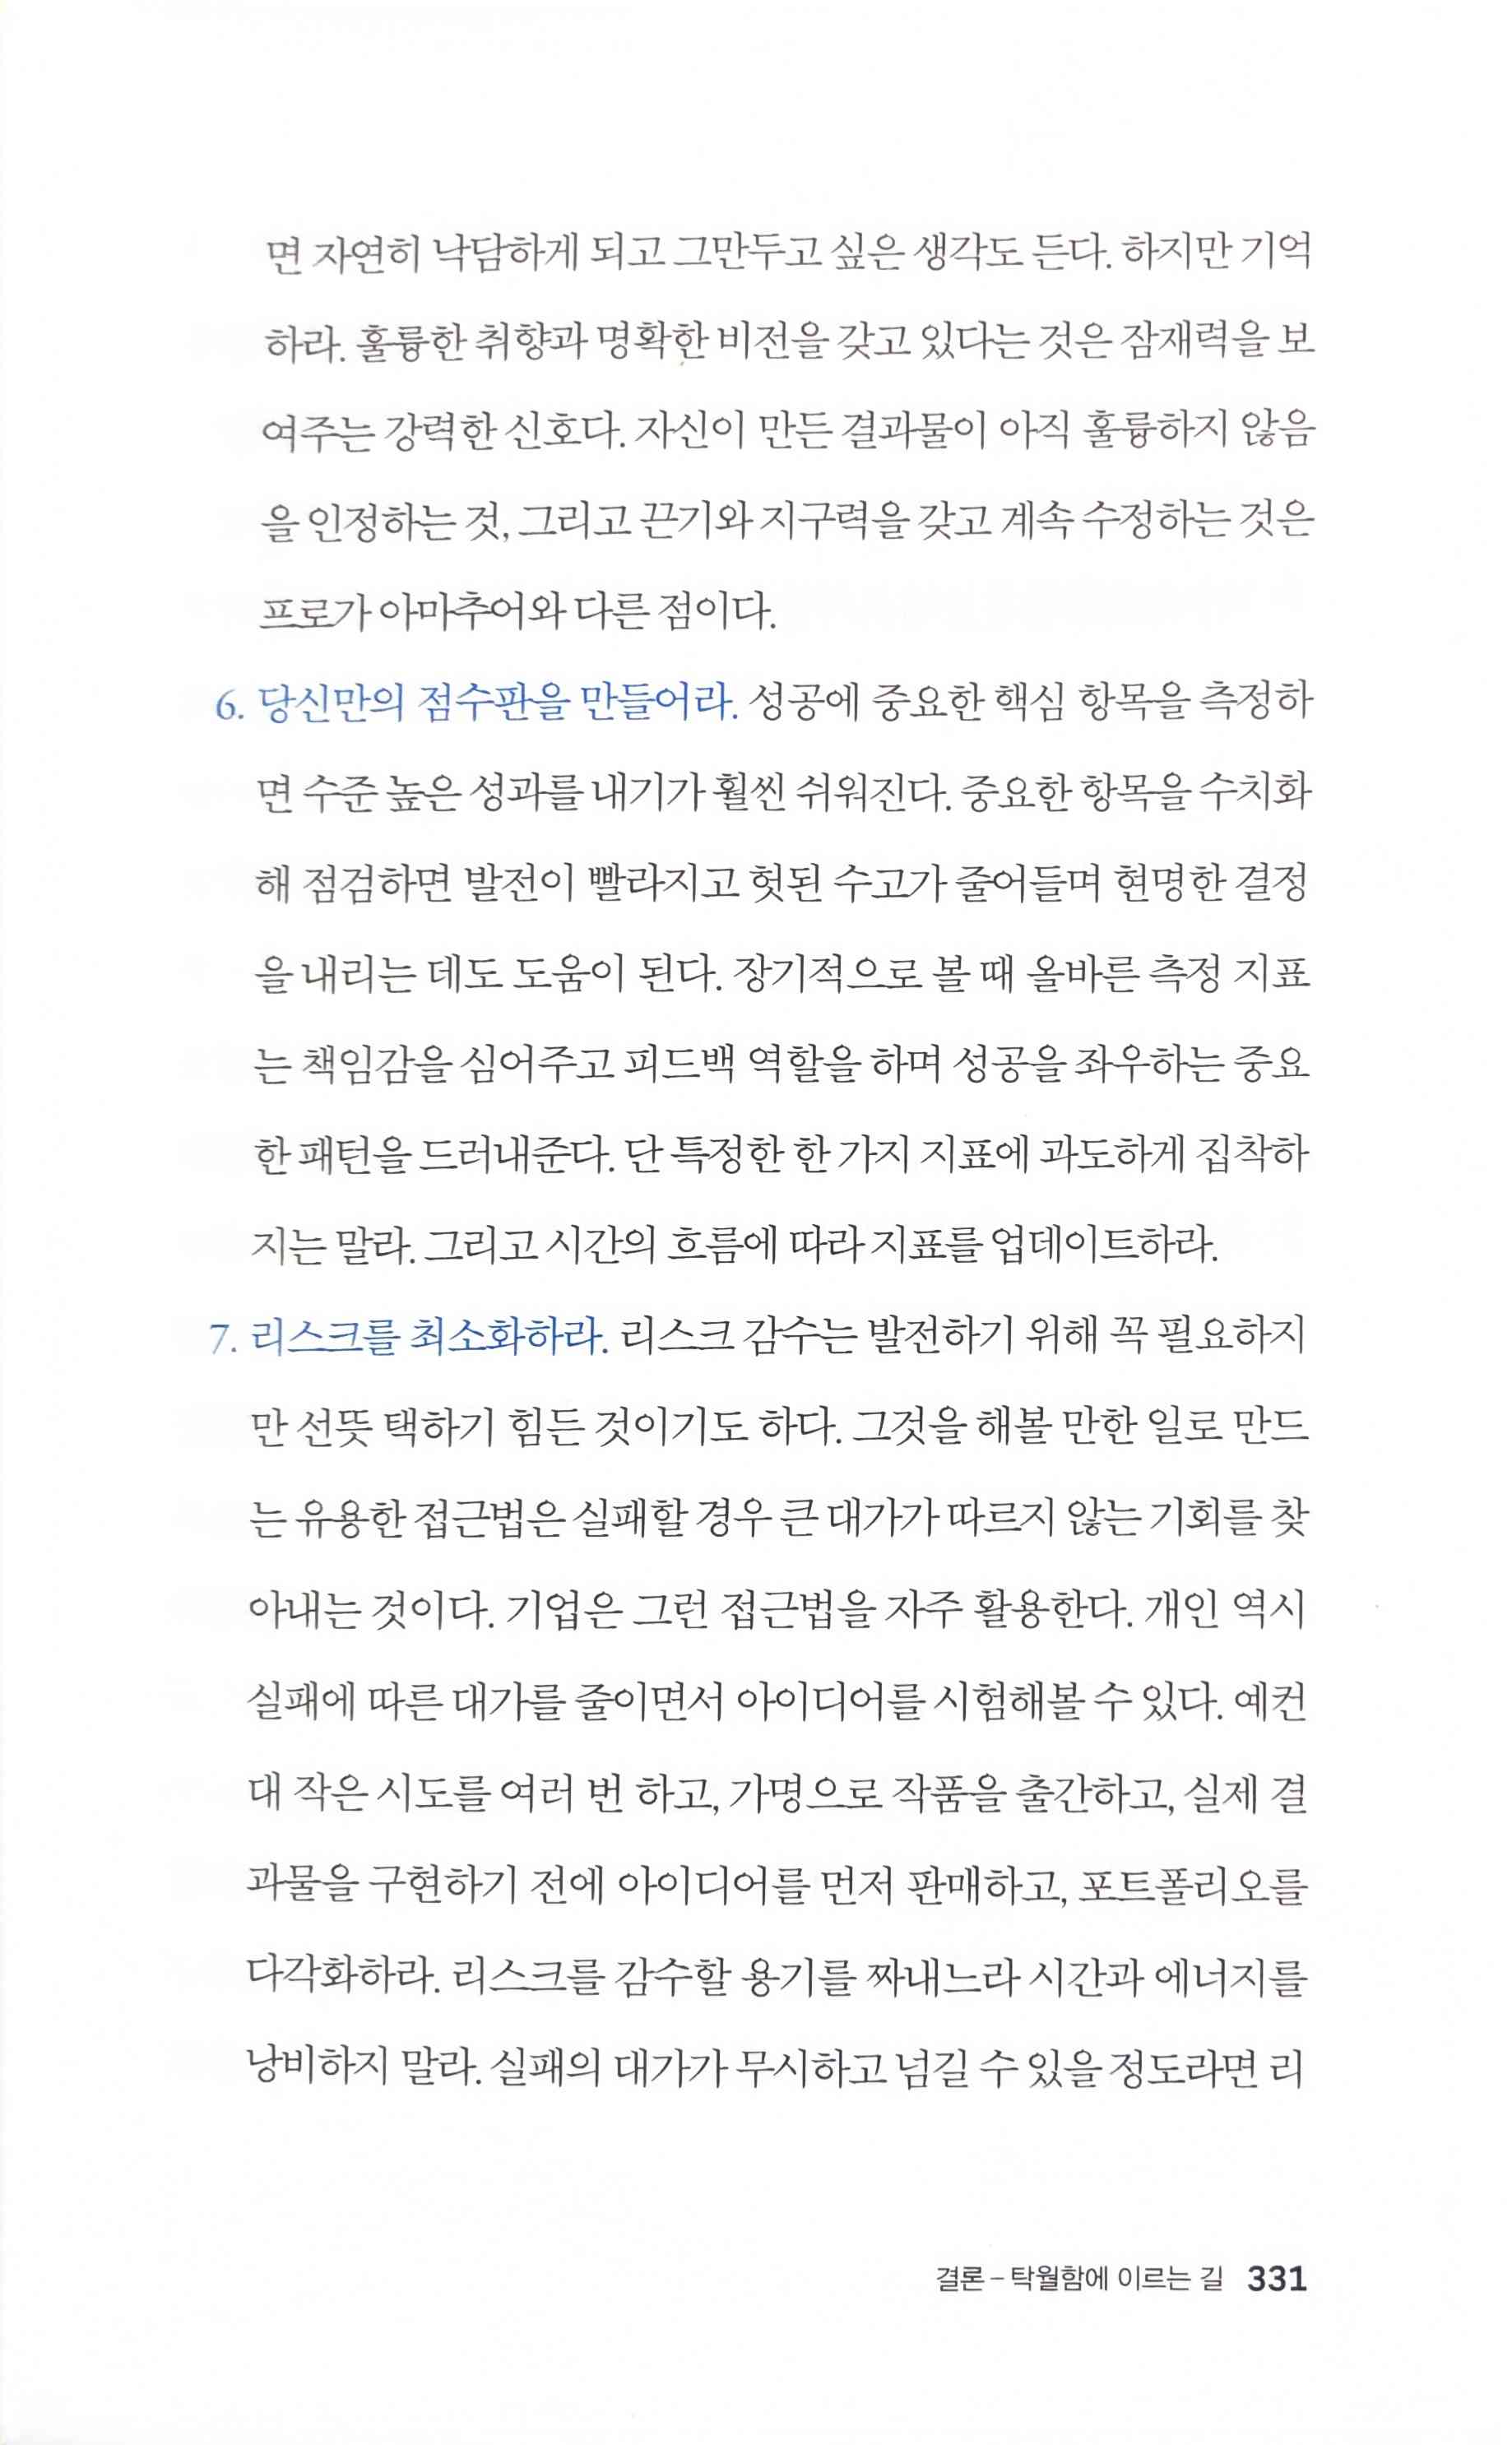 면 자연히 낙담하게 되고 그만두고 싶은 생각도 든다. 하지만 기억
하라. 훌륭한 취향과 명확한 비전을 갖고 있다는 것은 잠재력을 보
여주는 강력한 신호다. 자신이 만든 결과물이 아직 훌륭하지 않음
을 인정하는 것, 그리고 끈기와 지구력을 갖고 계속 수정하는 것은
프로가 아마추어와 다른 점이다.
6. 당신만의 점수판을 만들어라. 성공에 중요한 핵심 항목을 측정하
면 수준 높은 성과를 내기가 훨씬 쉬워진다. 중요한 항목을 수치화
해 점검하면 발전이 빨라지고 헛된 수고가 줄어들며 현명한 결정
을 내리는 데도 도움이 된다. 장기적으로 볼 때 올바른 측정 지표
는 책임감을 심어주고 피드백 역할을 하며 성공을 좌우하는 중요
한 패턴을 드러내준다. 단 특정한 한 가지 지표에 과도하게 집착하
지는 말라. 그리고 시간의 흐름에 따라 지표를 업데이트하라.
7. 리스크를 최소화하라. 리스크 감수는 발전하기 위해 꼭 필요하지
만 선뜻 택하기 힘든 것이기도 하다. 그것을 해볼 만한 일로 만드
는 유용한 접근법은 실패할 경우 큰 대가가 따르지 않는 기회를 찾
아내는 것이다. 기업은 그런 접근법을 자주 활용한다. 개인 역시
실패에 따른 대가를 줄이면서 아이디어를 시험해볼 수 있다. 예컨
대 작은 시도를 여러 번 하고, 가명으로 작품을 출간하고, 실제 결
과물을 구현하기 전에 아이디어를 먼저 판매하고, 포트폴리오를
다각화하라. 리스크를 감수할 용기를 짜내느라 시간과 에너지를
낭비하지 말라. 실패의 대가가 무시하고 넘길 수 있을 정도라면 리
결론 – 탁월함에 이르는 길 331